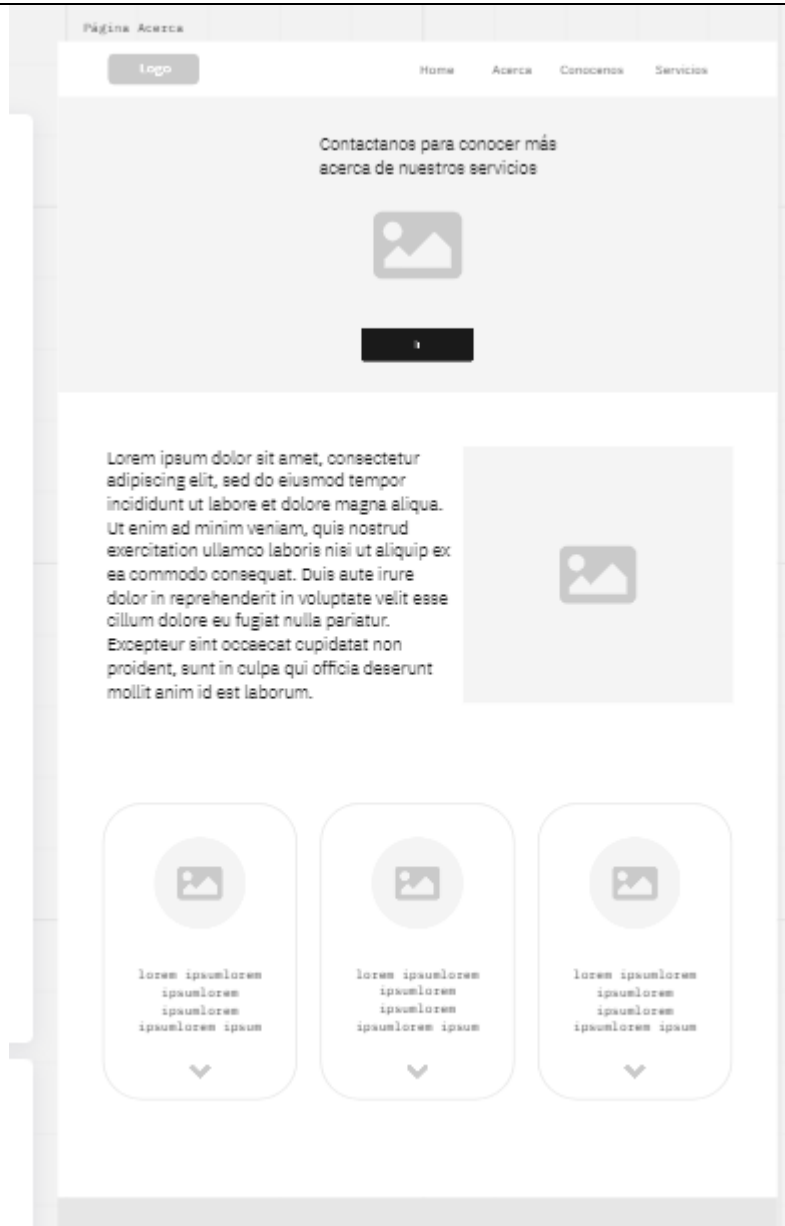 Página Acerca
Logo
Home Acerca Conocenos Servicios
Contactanos para conocer más
acerca de nuestros servicios
Lorem ipsum dolor sit amet, consectetur
adipiscing elit, sed do eiusmod tempor
incididunt ut labore et dolore magna aliqua.
Ut enim ad minim veniam, quis nostrud
exercitation ullamco laboris nisi ut aliquip ex
ea commodo consequat. Duis aute irure
dolor in reprehenderit in voluptate velit esse
cillum dolore eu fugiat nulla pariatur.
Excepteur sint occaecat cupidatat non
proident, sunt in culpa qui officia deserunt
mollit anim id est laborum.
lorem ipsumlorem
ipsumlorem
ipsumlorem
ipsumlorem ipsum
lorem ipsumlorem
ipsumlorem
ipsumlorem
ipsumlorem ipsum
lorem ipsumlorem
ipsumlorem
ipsumlorem
ipsumlorem ipsum